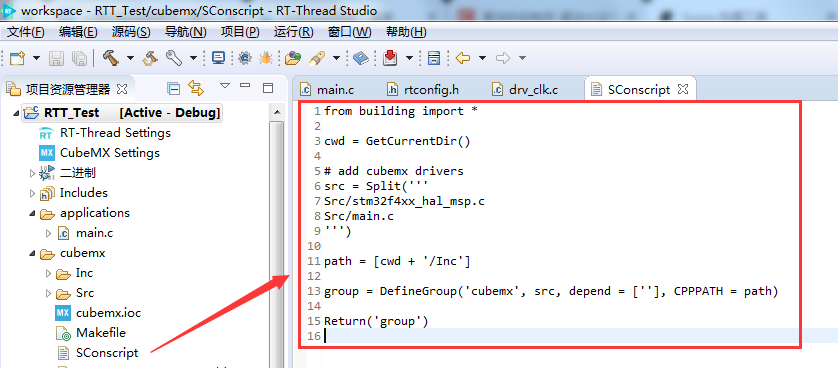 workspace - RTT_Test/cubemx/SConscript - RT-Thread Studio
文件(F) 编辑(E) 源码(S) 导航(N) 项目(P) 运行(R) 窗口(W) 帮助(H)
项目资源管理器
RTT_Test [Active - Debug]
RT-Thread Settings
MX CubeMX Settings
二进制
Includes
applications
main.c
cubemx
Inc
Src
MX cubemx.ioc
Makefile
SConscript
main.c rtconfig.h drv_clk.c SConscript
1 from building import *
2
3 cwd = GetCurrentDir()
4
5 # add cubemx drivers
6 src = Split('''
7 Src/stm32f4xx_hal_msp.c
8 Src/main.c
9 ''')
10
11 path = [cwd + '/Inc']
12
13 group = DefineGroup('cubemx', src, depend = [''], CPPPATH = path)
14
15 Return('group')
16